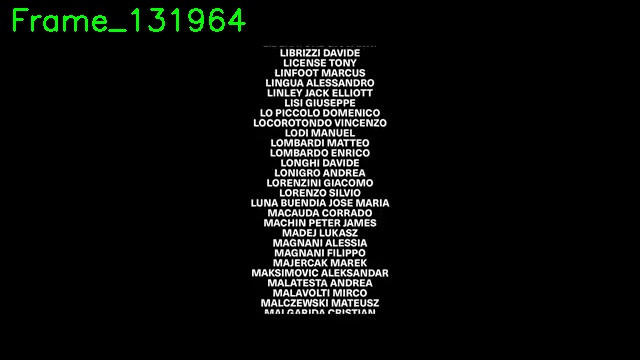 Frame_131964
LIBRIZZI DAVIDE
LICENSE TONY
LINFOOT MARCUS
LINGUA ALESSANDRO
LINLEY JACK ELLIOTT
LISI GIUSEPPE
LO PICCOLO DOMENICO
LOCOROTONDO VINCENZO
LODI MANUEL
LOMBARDI MATTEO
LOMBARDO ENRICO
LONGHI DAVIDE
LONIGRO ANDREA
LORENZINI GIACOMO
LORENZO SILVIO
LUNA BUENDIA JOSE MARIA
MACAUDA CORRADO
MACHIN PETER JAMES
MADEJ LUKASZ
MAGNANI ALESSIA
MAGNANI FILIPPO
MAJERCAK MAREK
MAKSIMOVIC ALEKSANDAR
MALATESTA ANDREA
MALAVOLTI MIRCO
MALCZEWSKI MATEUSZ
MALGARIDA CRISTIAN